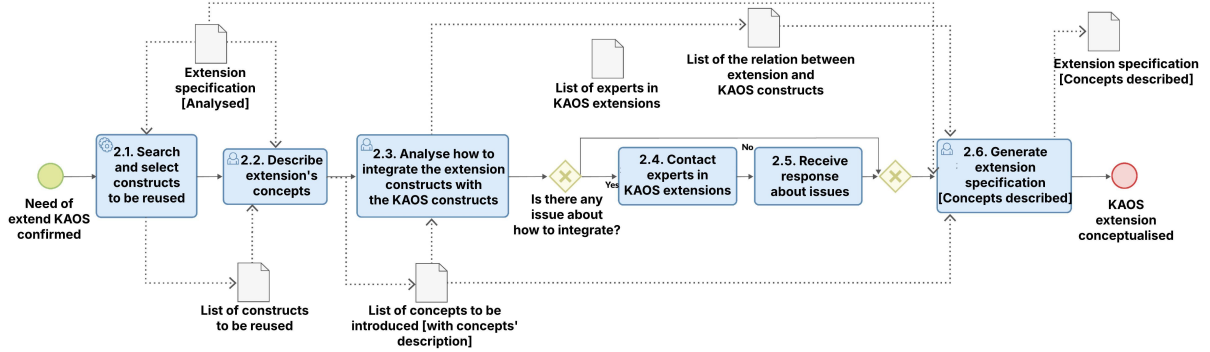 Extension
specification
[Analysed]
List of experts in
KAOS extensions
List of the relation between
extension and
KAOS constructs
Extension specification
[Concepts described]
Need of
extend KAOS
confirmed
2.1. Search
and select
constructs
to be reused
2.2. Describe
extension's
concepts
2.3. Analyse how to
integrate the extension
constructs with
the KAOS constructs
Is there any
issue about
how to integrate?
Yes
No
2.4. Contact
experts in
KAOS extensions
2.5. Receive
response
about issues
2.6. Generate
extension
specification
[Concepts described]
KAOS
extension
conceptualised
List of constructs
to be reused
List of concepts to be
introduced [with concepts'
description]